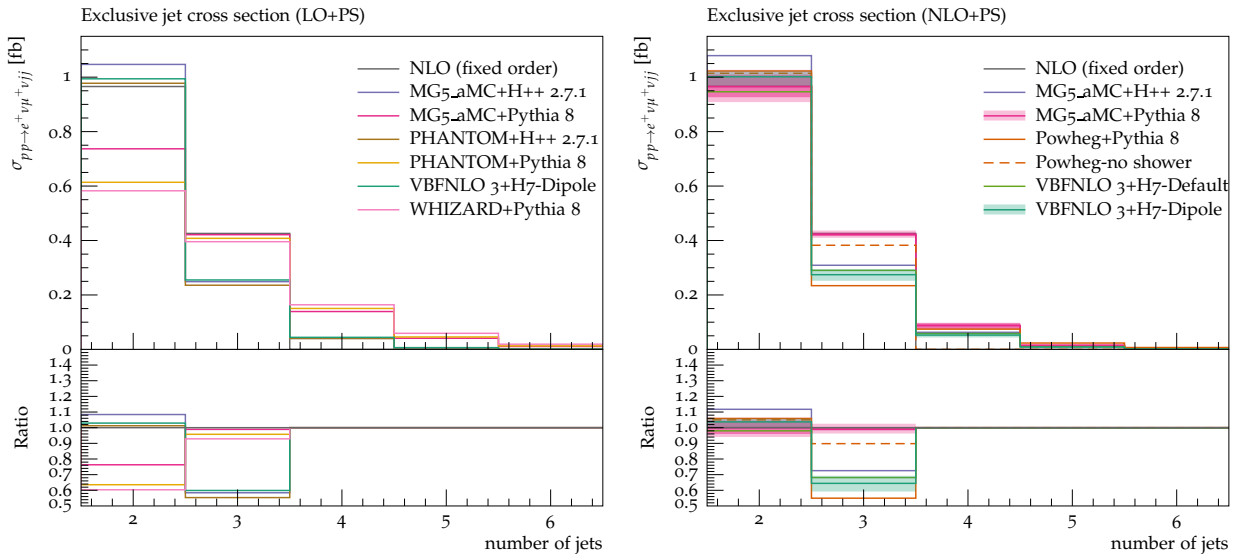 Exclusive jet cross section (LO+PS)
σ pp→e⁺νμ⁺νjj [fb]
NLO (fixed order)
MG5_aMC+H++ 2.7.1
MG5_aMC+Pythia 8
PHANTOM+H++ 2.7.1
PHANTOM+Pythia 8
VBFNLO 3+H7-Dipole
WHIZARD+Pythia 8
1
0.8
0.6
0.4
0.2
0
Ratio
1.4
1.3
1.2
1.1
1.0
0.9
0.8
0.7
0.6
0.5
2 3 4 5 6
number of jets
Exclusive jet cross section (NLO+PS)
σ pp→e⁺νμ⁺νjj [fb]
NLO (fixed order)
MG5_aMC+H++ 2.7.1
MG5_aMC+Pythia 8
Powheg+Pythia 8
Powheg-no shower
VBFNLO 3+H7-Default
VBFNLO 3+H7-Dipole
1
0.8
0.6
0.4
0.2
0
Ratio
1.4
1.3
1.2
1.1
1.0
0.9
0.8
0.7
0.6
0.5
2 3 4 5 6
number of jets